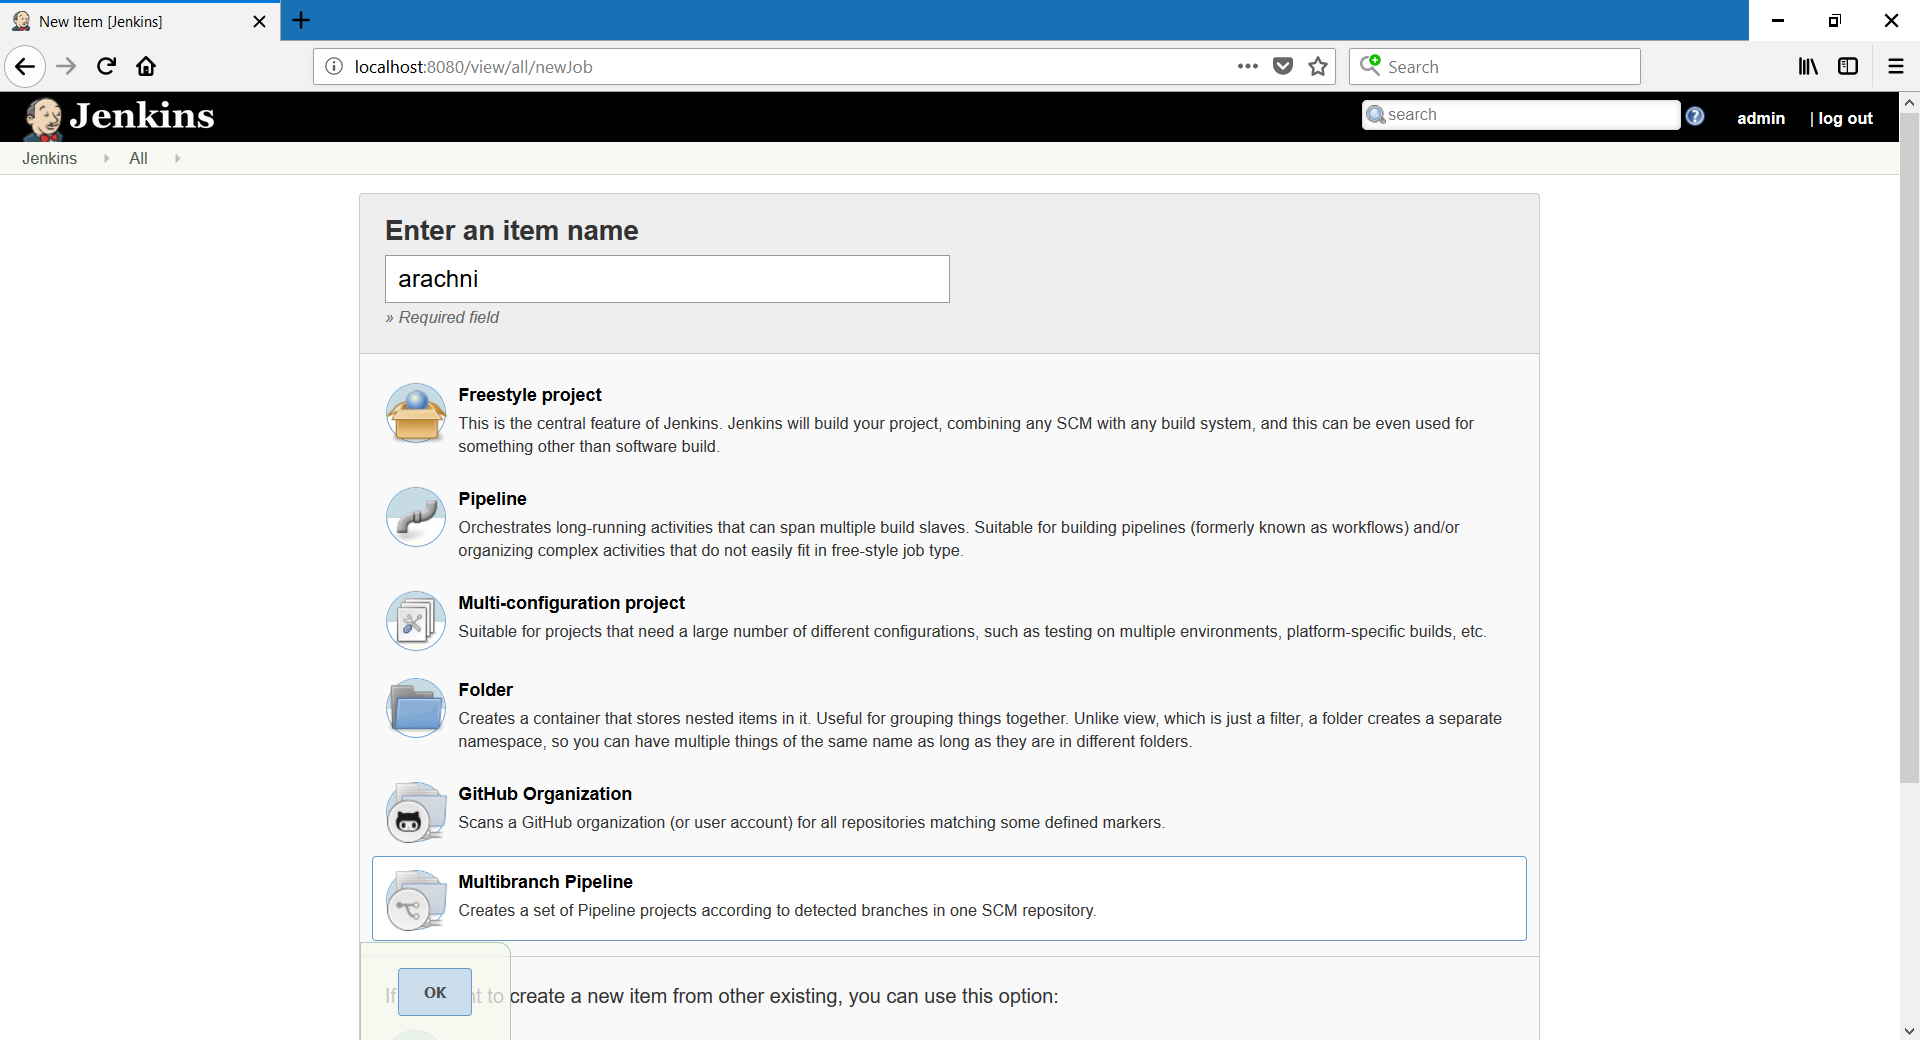 New Item [Jenkins]
localhost:8080/view/all/newJob
Search
Jenkins
search
admin | log out
Jenkins All
Enter an item name
arachni
» Required field
Freestyle project
This is the central feature of Jenkins. Jenkins will build your project, combining any SCM with any build system, and this can be even used for
something other than software build.
Pipeline
Orchestrates long-running activities that can span multiple build slaves. Suitable for building pipelines (formerly known as workflows) and/or
organizing complex activities that do not easily fit in free-style job type.
Multi-configuration project
Suitable for projects that need a large number of different configurations, such as testing on multiple environments, platform-specific builds, etc.
Folder
Creates a container that stores nested items in it. Useful for grouping things together. Unlike view, which is just a filter, a folder creates a separate
namespace, so you can have multiple things of the same name as long as they are in different folders.
GitHub Organization
Scans a GitHub organization (or user account) for all repositories matching some defined markers.
Multibranch Pipeline
Creates a set of Pipeline projects according to detected branches in one SCM repository.
OK
If to create a new item from other existing, you can use this option: